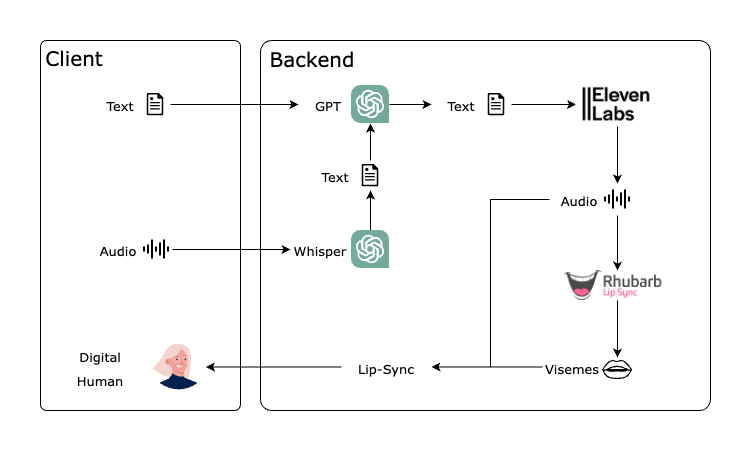 Client
Backend
Text
GPT
Text
||Eleven
Labs
Text
Audio
Audio
Whisper
Rhubarb
Lip Sync
Digital
Human
Lip-Sync
Visemes